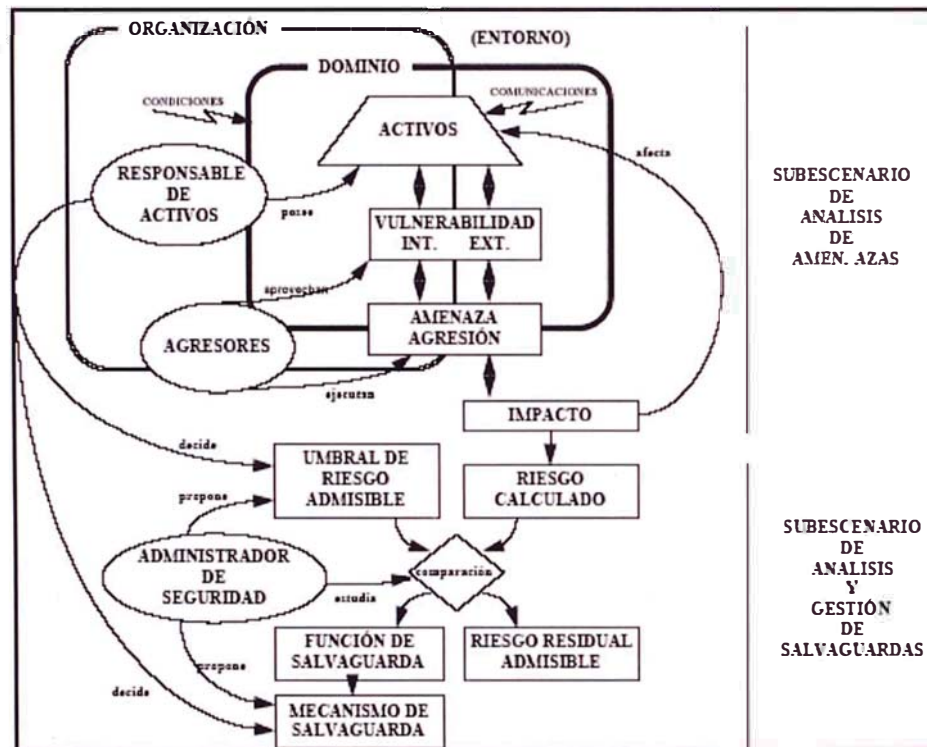 ORGANIZACIÓN
(ENTORNO)
DOMINIO
CONDICIONES
COMUNICACIONES
ACTIVOS
afecta
RESPONSABLE
DE
ACTIVOS
posee
VULNERABILIDAD
INT. EXT.
aprovechan
AMENAZA
AGRESIÓN
AGRESORES
ejecutan
IMPACTO
decide
UMBRAL DE
RIESGO
ADMISIBLE
RIESGO
CALCULADO
propone
ADMINISTRADOR
DE
SEGURIDAD
comparación
estudia
FUNCIÓN DE
SALVAGUARDA
RIESGO RESIDUAL
ADMISIBLE
propone
decide
MECANISMO DE
SALVAGUARDA
SUBESCENARIO
DE
ANALISIS
DE
AMEN. AZAS
SUBESCENARIO
DE
ANALISIS
Y
GESTIÓN
DE
SALVAGUARDAS